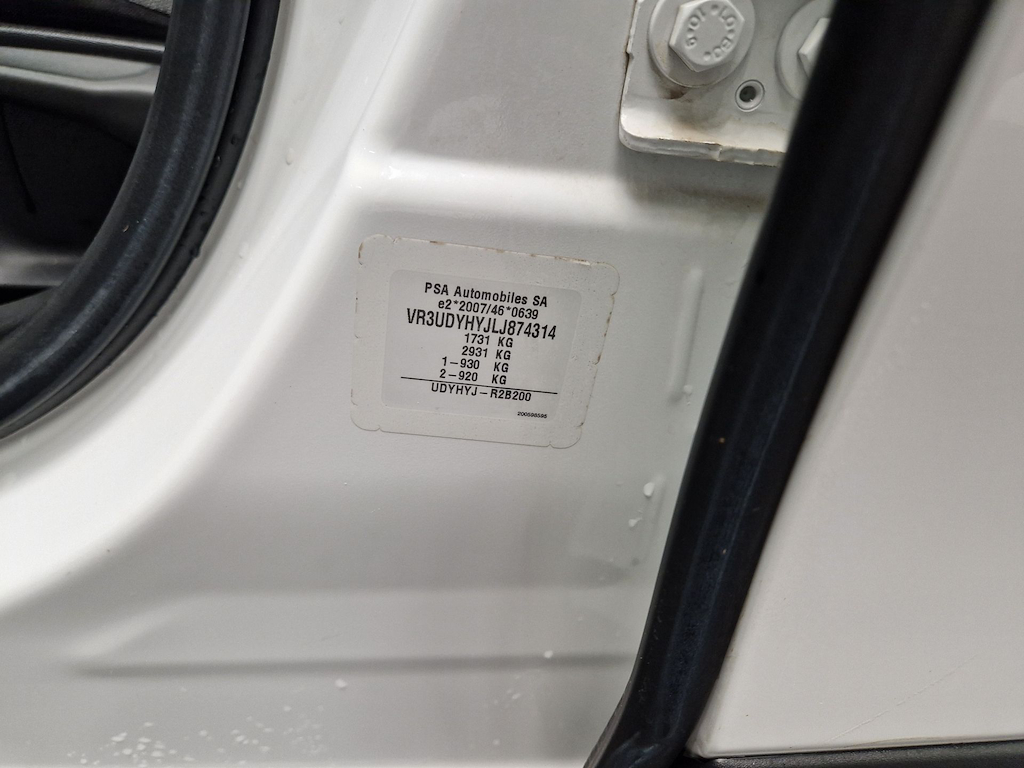 PSA Automobiles SA
e2*2007/46*0639
VR3UDYHYJLJ874314
1731 KG
2931 KG
1-930 KG
2-920 KG
UDYHYJ-R2B200